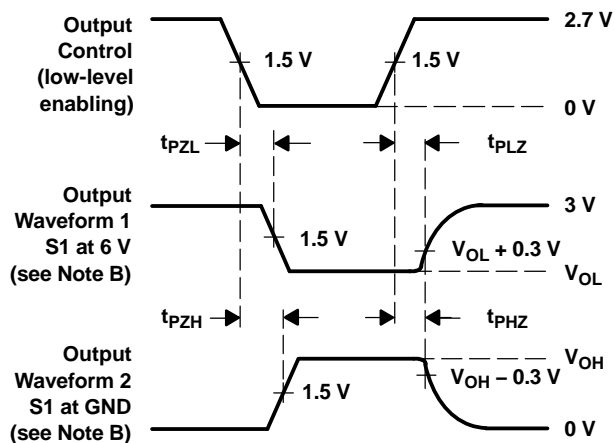 Output
Control
(low-level
enabling)
1.5 V
1.5 V
2.7 V
0 V
tPZL
tPLZ
Output
Waveform 1
S1 at 6 V
(see Note B)
1.5 V
3 V
VOL + 0.3 V
VOL
tPZH
tPHZ
Output
Waveform 2
S1 at GND
(see Note B)
1.5 V
VOH
VOH − 0.3 V
0 V